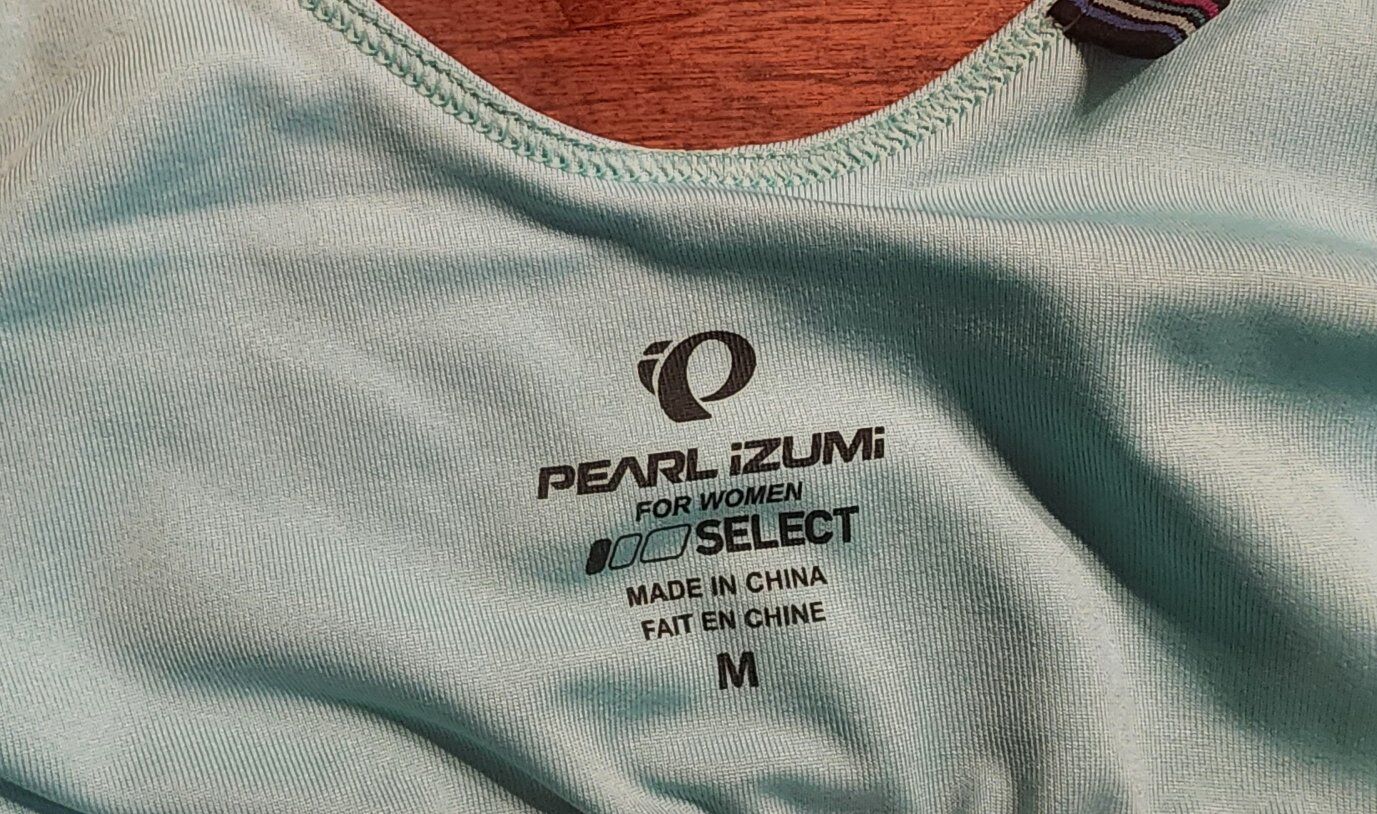 PEARL iZUMi
FOR WOMEN
SELECT
MADE IN CHINA
FAIT EN CHINE
M